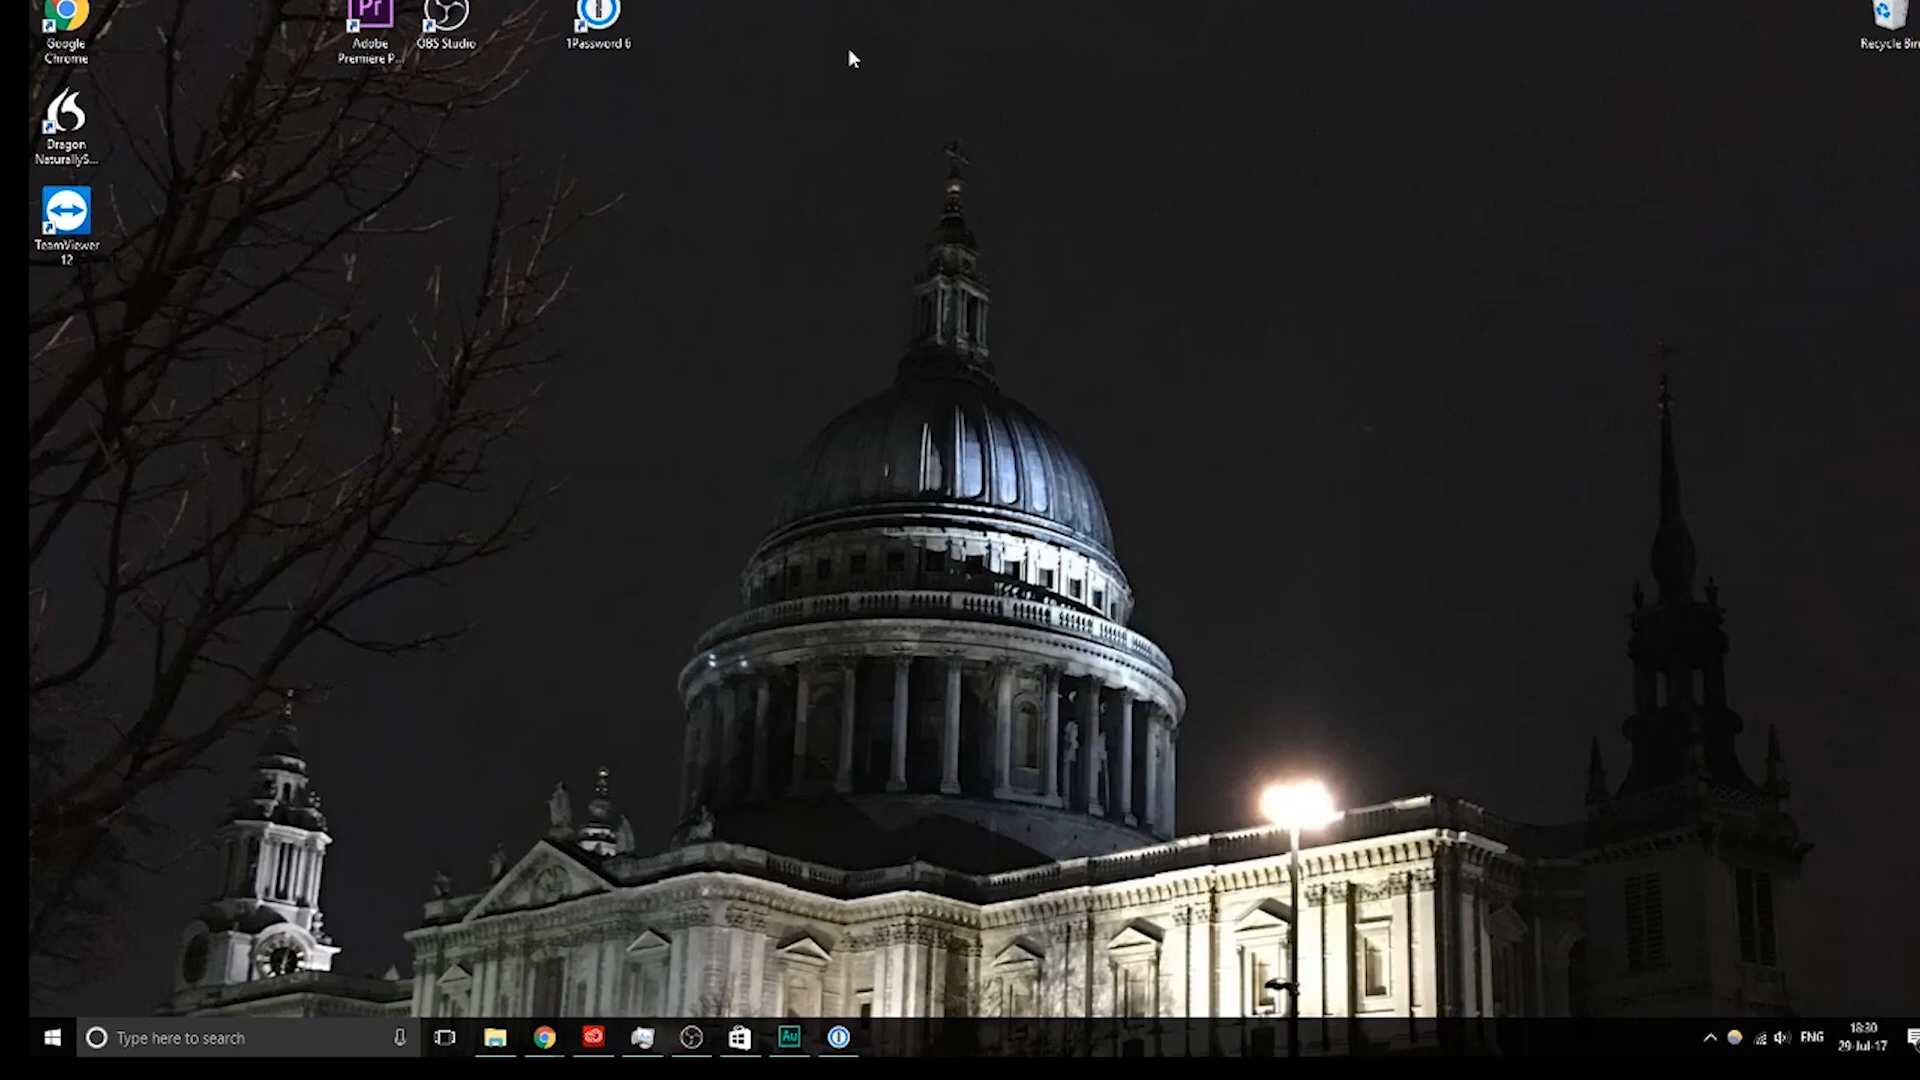 Pr
Google
Chrome
Adobe
Premiere P...
OBS Studio
1Password 6
Recycle Bin
Dragon
NaturallyS...
TeamViewer
12
Type here to search
Au
ENG
18:30
29-Jul-17